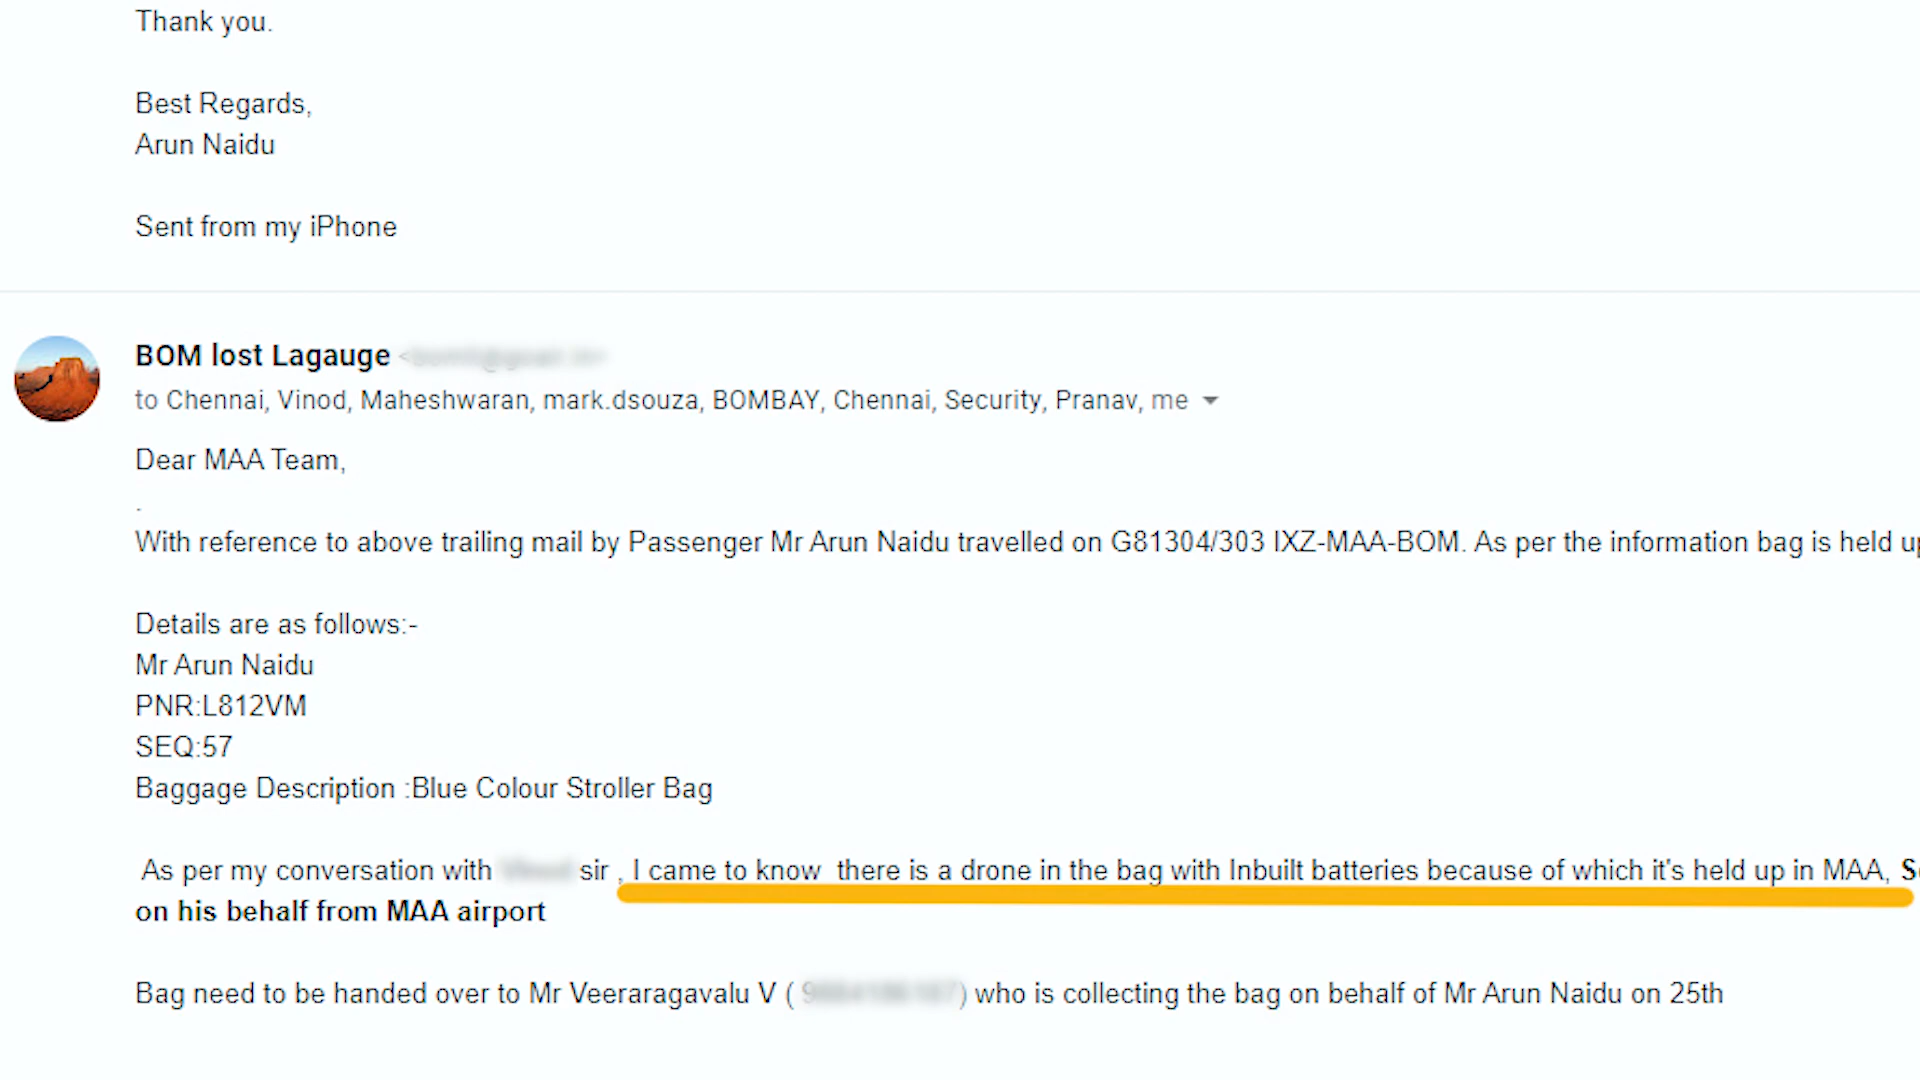 Thank you.
Best Regards,
Arun Naidu
Sent from my iPhone
BOM lost Lagauge
to Chennai, Vinod, Maheshwaran, mark.dsouza, BOMBAY, Chennai, Security, Pranav, me
Dear MAA Team,
.
With reference to above trailing mail by Passenger Mr Arun Naidu travelled on G81304/303 IXZ-MAA-BOM. As per the information bag is held
Details are as follows:-
Mr Arun Naidu
PNR:L812VM
SEQ:57
Baggage Description :Blue Colour Stroller Bag
As per my conversation with sir , I came to know there is a drone in the bag with Inbuilt batteries because of which it's held up in MAA,
on his behalf from MAA airport
Bag need to be handed over to Mr Veeraragavalu V ( ) who is collecting the bag on behalf of Mr Arun Naidu on 25th